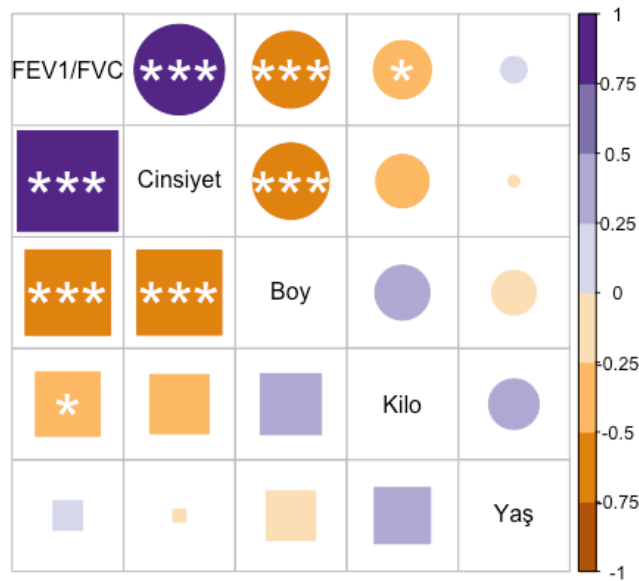 FEV1/FVC *** *** *
*** Cinsiyet ***
*** *** Boy
* Kilo
Yaş
1
0.75
0.5
0.25
0
-0.25
-0.5
-0.75
-1